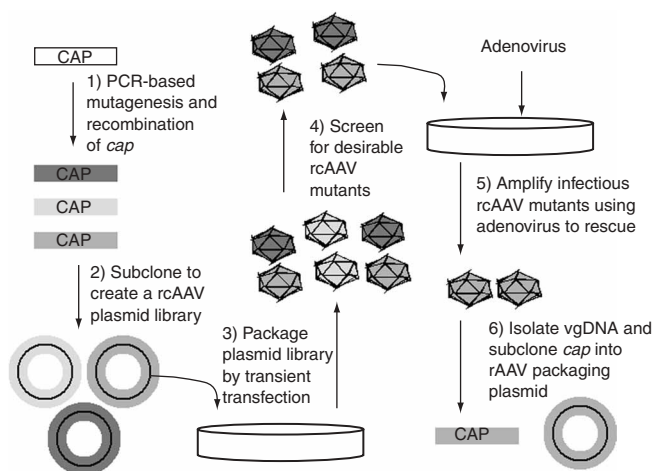 CAP
1) PCR-based
mutagenesis and
recombination
of cap
CAP
CAP
CAP
2) Subclone to
create a rcAAV
plasmid library
3) Package
plasmid library
by transient
transfection
4) Screen
for desirable
rcAAV
mutants
Adenovirus
5) Amplify infectious
rcAAV mutants using
adenovirus to rescue
6) Isolate vgDNA and
subclone cap into
rAAV packaging
plasmid
CAP